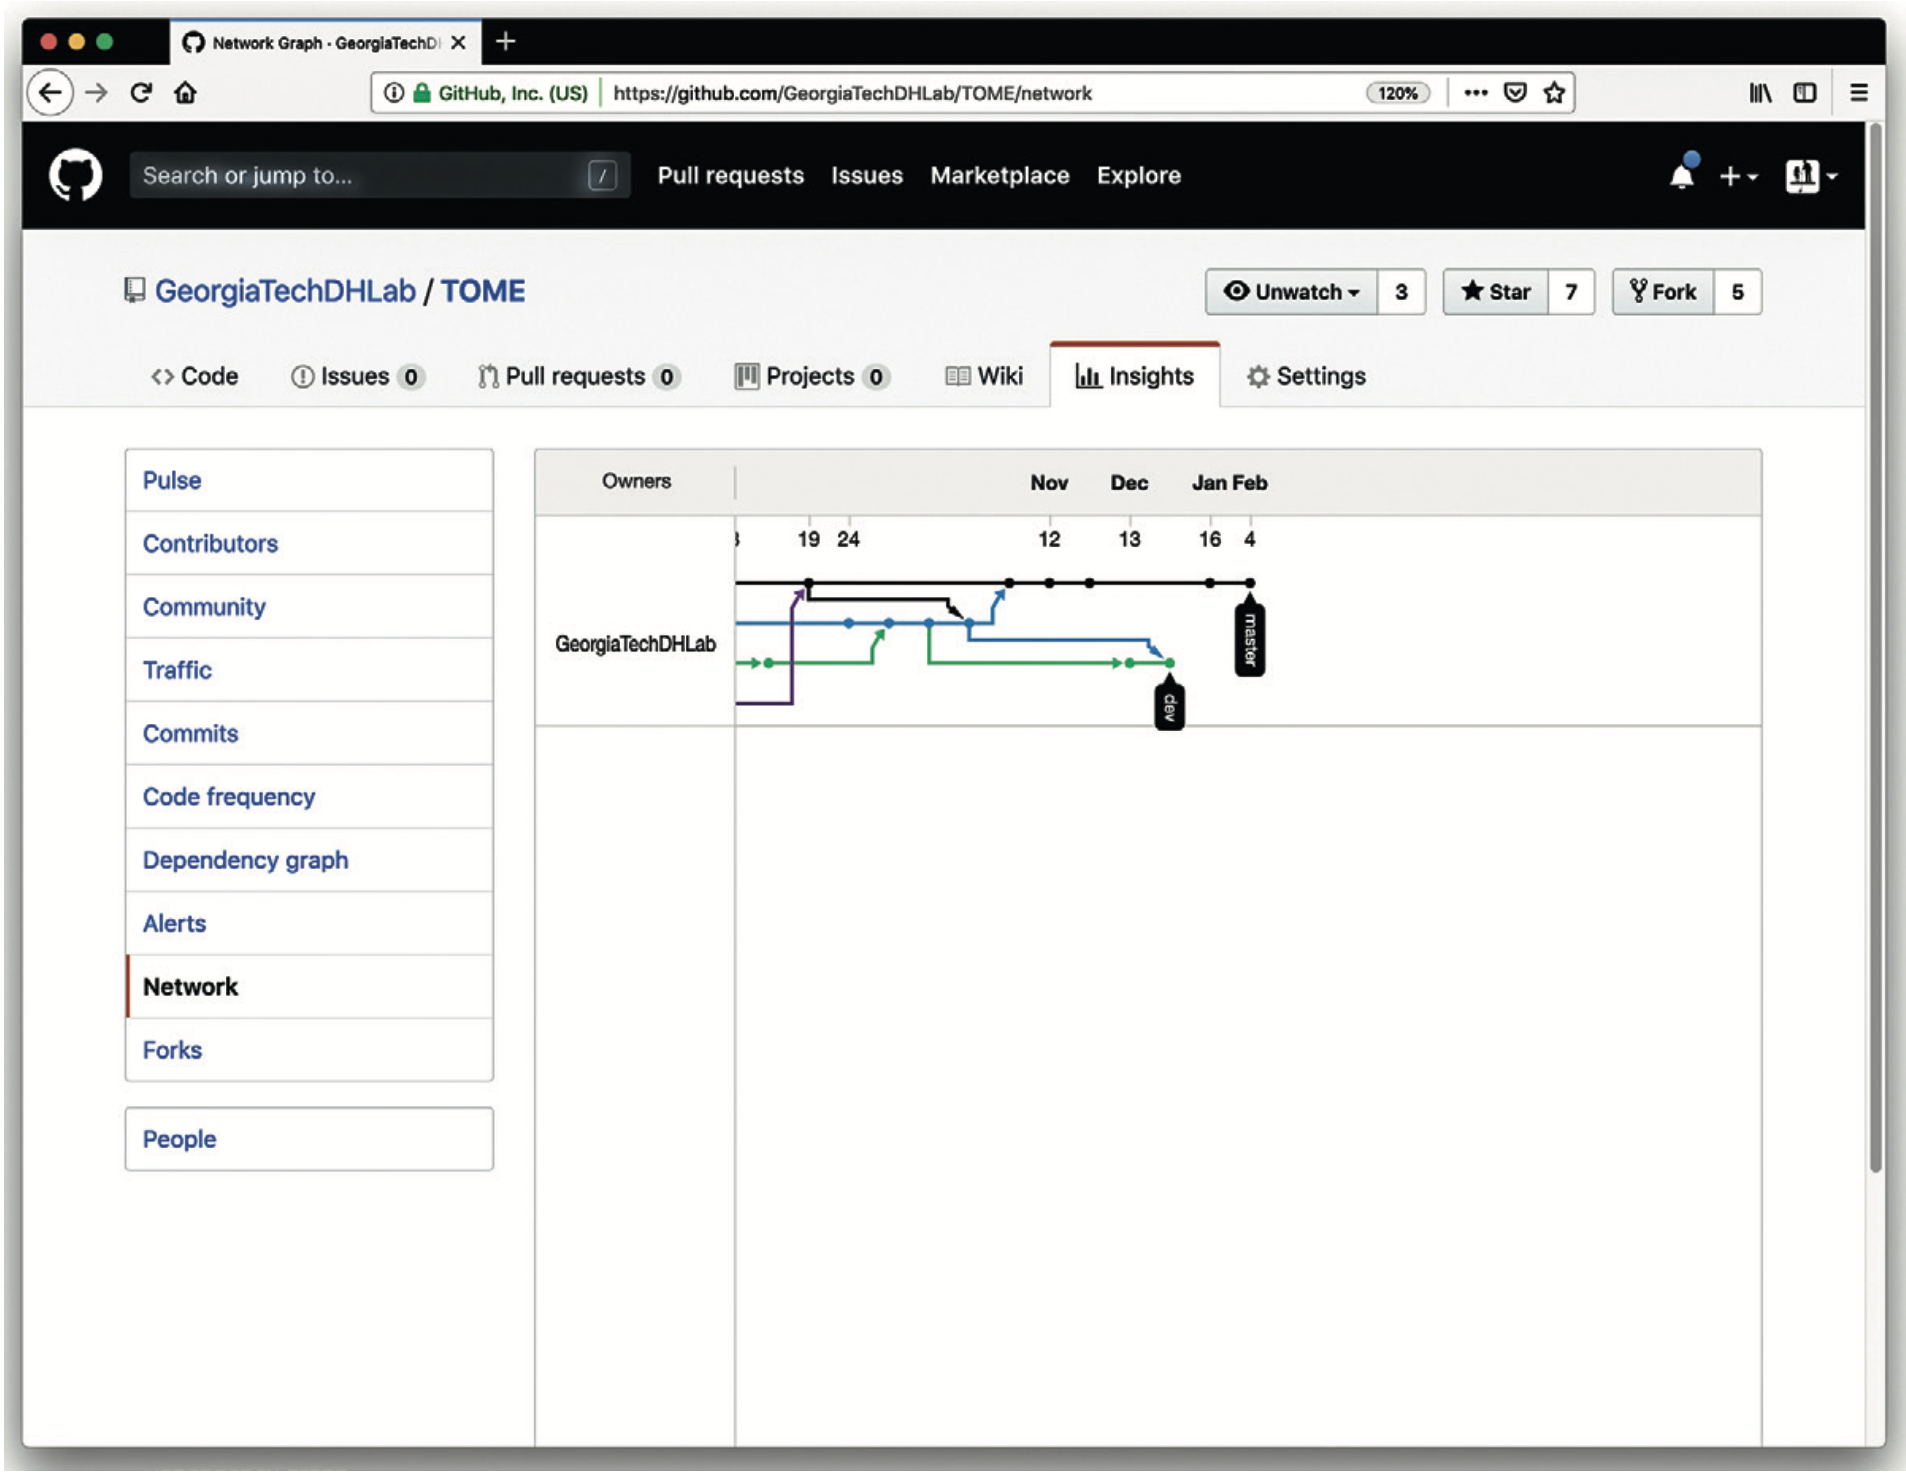 Network Graph · GeorgiaTechD
GitHub, Inc. (US) https://github.com/GeorgiaTechDHLab/TOME/network 120%
Search or jump to... / Pull requests Issues Marketplace Explore
GeorgiaTechDHLab / TOME Unwatch 3 Star 7 Fork 5
Code Issues 0 Pull requests 0 Projects 0 Wiki Insights Settings
Pulse
Contributors
Community
Traffic
Commits
Code frequency
Dependency graph
Alerts
Network
Forks
People
Owners Nov Dec Jan Feb
19 24 12 13 16 4
GeorgiaTechDHLab
master
dev